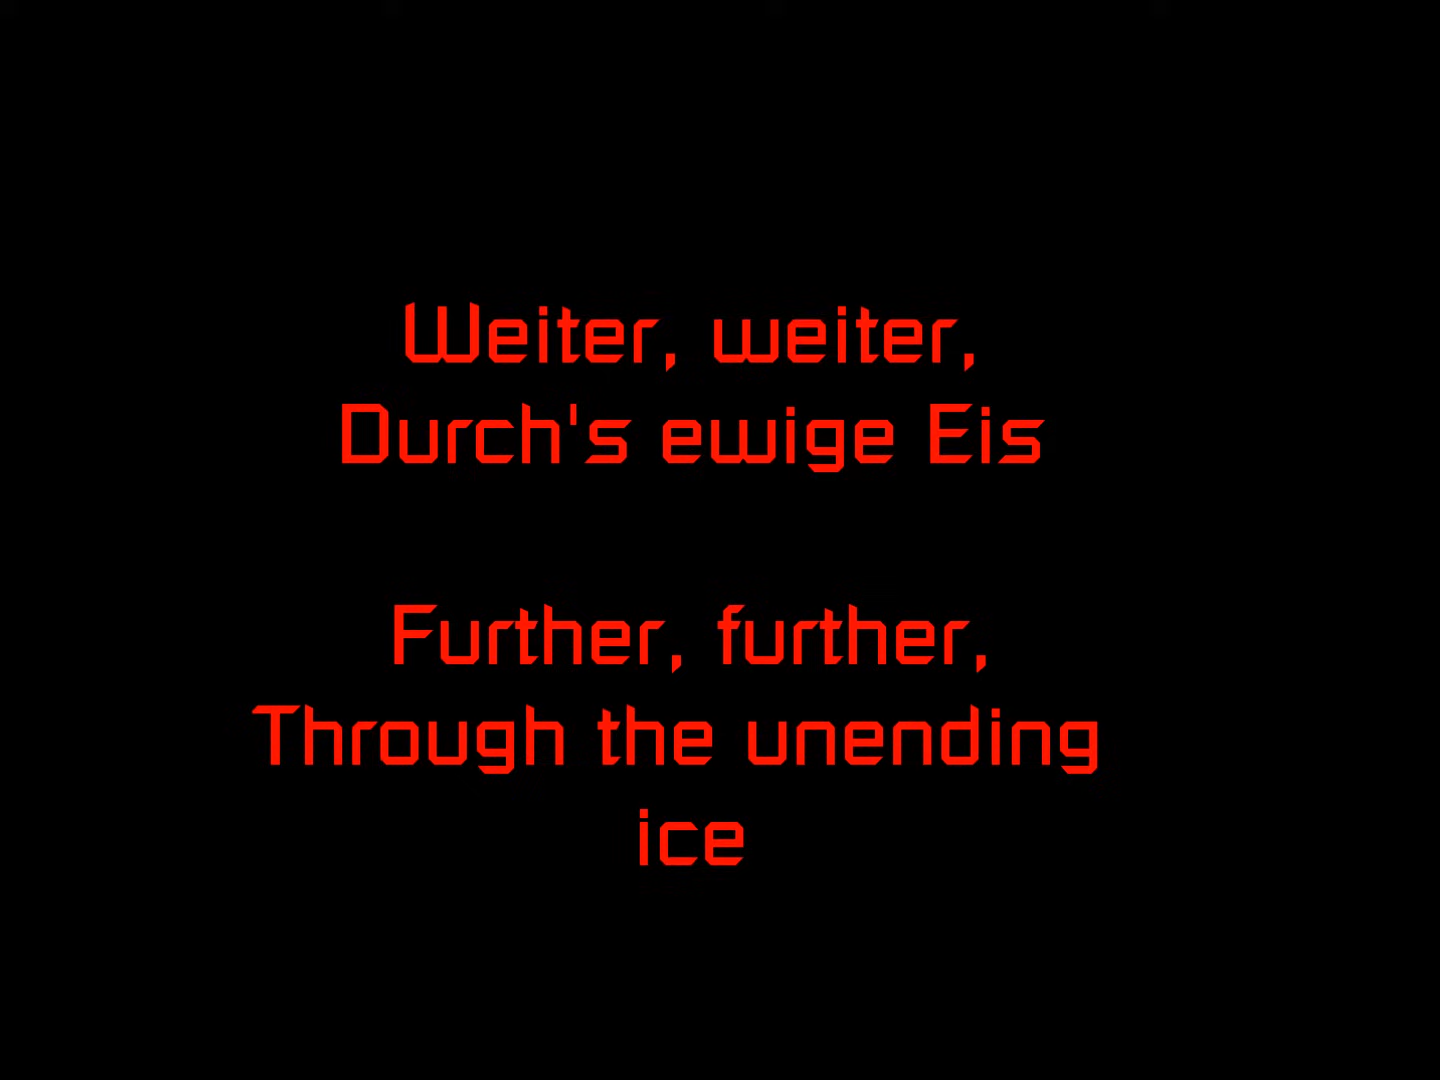 Weiter, weiter,
Durch's ewige Eis
Further, further,
Through the unending
ice